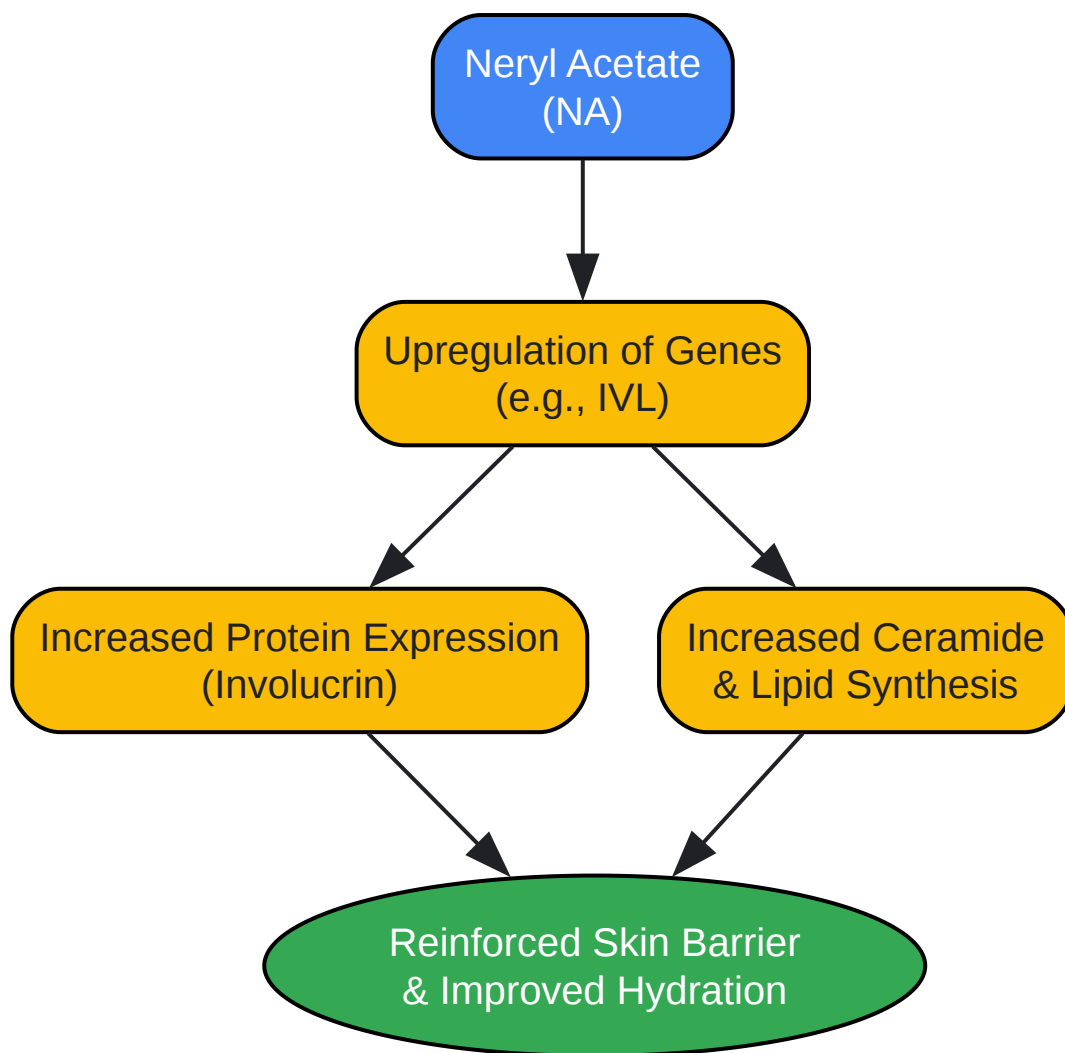 Neryl Acetate
(NA)
Upregulation of Genes
(e.g., IVL)
Increased Protein Expression
(Involucrin)
Increased Ceramide
& Lipid Synthesis
Reinforced Skin Barrier
& Improved Hydration